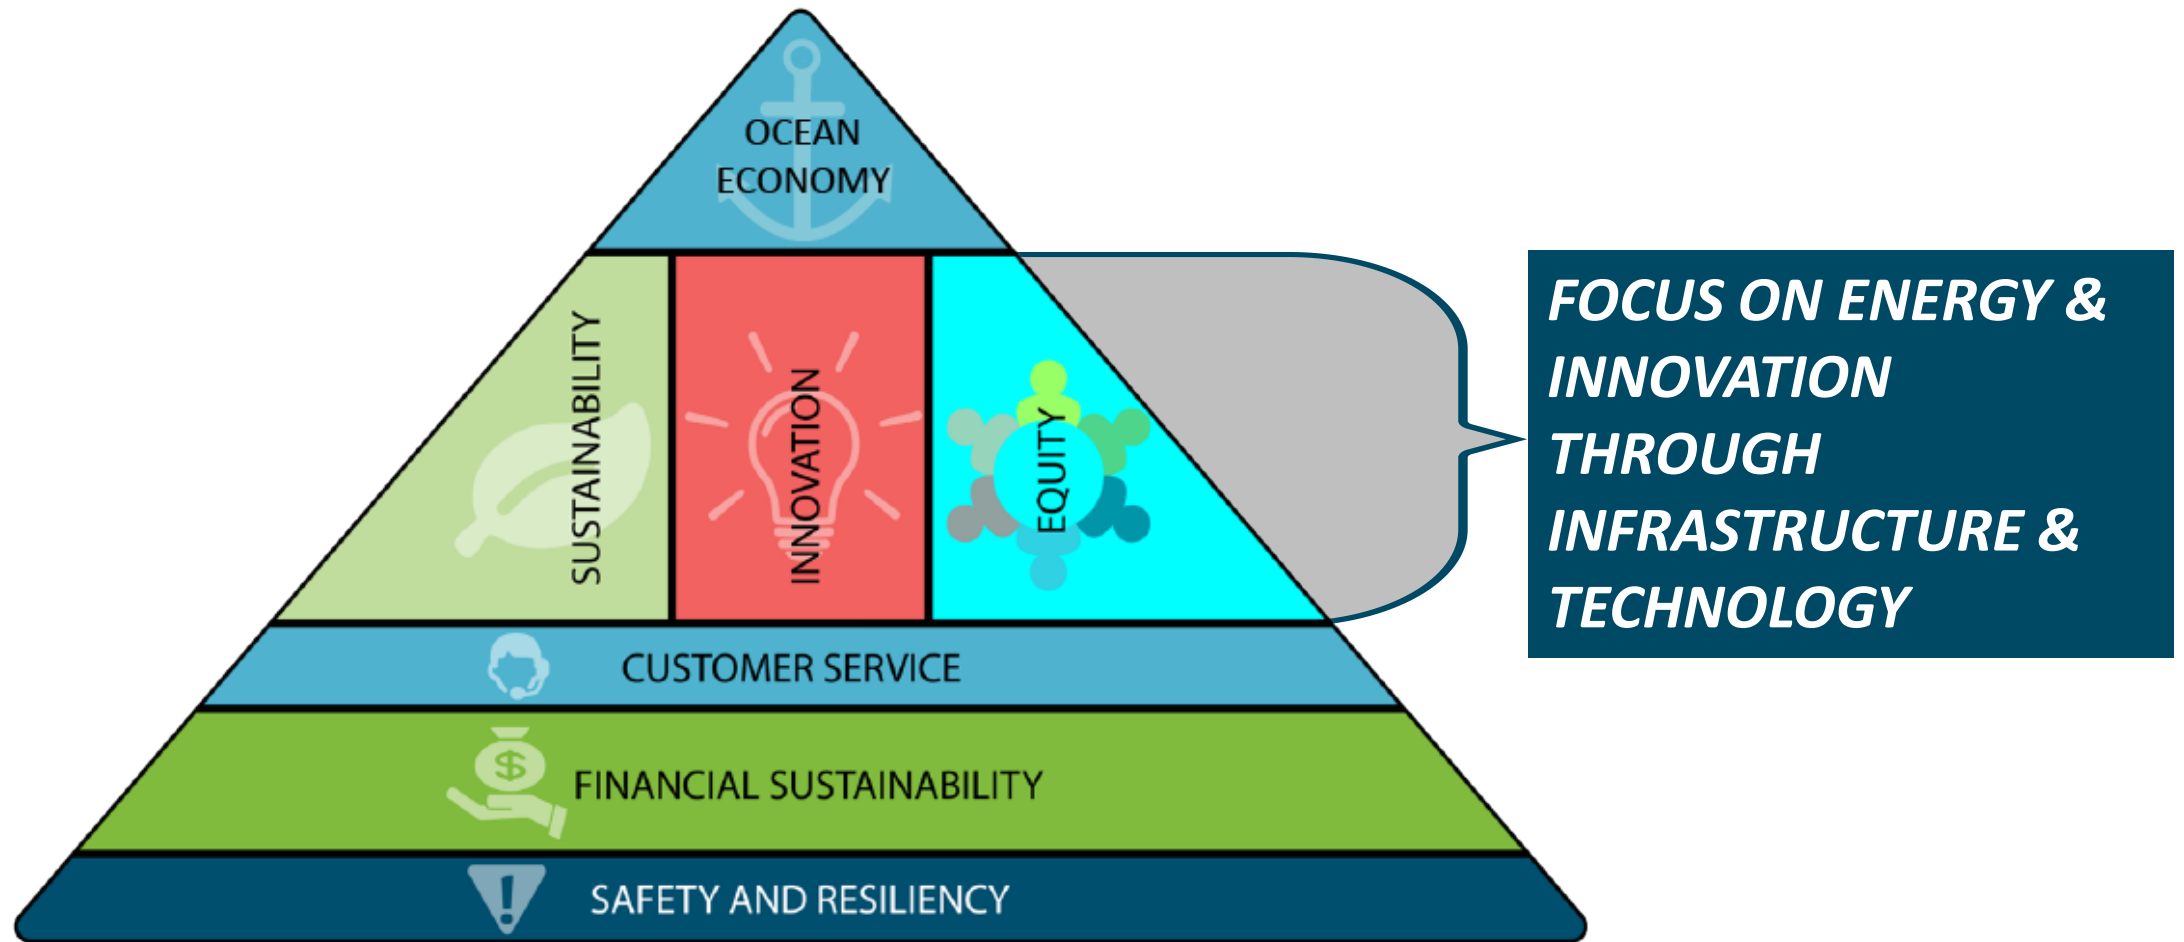 OCEAN
ECONOMY
SUSTAINABILITY
INNOVATION
EQUITY
FOCUS ON ENERGY &
INNOVATION
THROUGH
INFRASTRUCTURE &
TECHNOLOGY
CUSTOMER SERVICE
$
FINANCIAL SUSTAINABILITY
!
SAFETY AND RESILIENCY